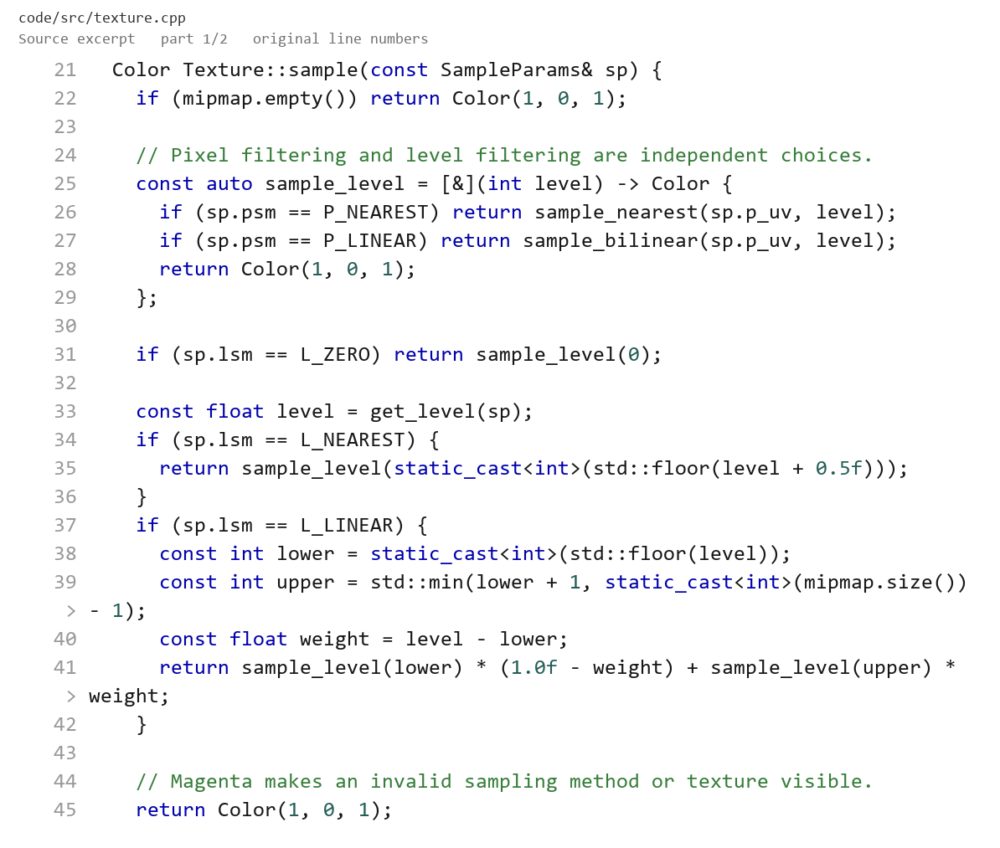 code/src/texture.cpp
Source excerpt   part 1/2   original line numbers
21   Color Texture::sample(const SampleParams& sp) {
22     if (mipmap.empty()) return Color(1, 0, 1);
23
24     // Pixel filtering and level filtering are independent choices.
25     const auto sample_level = [&](int level) -> Color {
26       if (sp.psm == P_NEAREST) return sample_nearest(sp.p_uv, level);
27       if (sp.psm == P_LINEAR) return sample_bilinear(sp.p_uv, level);
28       return Color(1, 0, 1);
29     };
30
31     if (sp.lsm == L_ZERO) return sample_level(0);
32
33     const float level = get_level(sp);
34     if (sp.lsm == L_NEAREST) {
35       return sample_level(static_cast<int>(std::floor(level + 0.5f)));
36     }
37     if (sp.lsm == L_LINEAR) {
38       const int lower = static_cast<int>(std::floor(level));
39       const int upper = std::min(lower + 1, static_cast<int>(mipmap.size())
> - 1);
40       const float weight = level - lower;
41       return sample_level(lower) * (1.0f - weight) + sample_level(upper) *
> weight;
42     }
43
44     // Magenta makes an invalid sampling method or texture visible.
45     return Color(1, 0, 1);